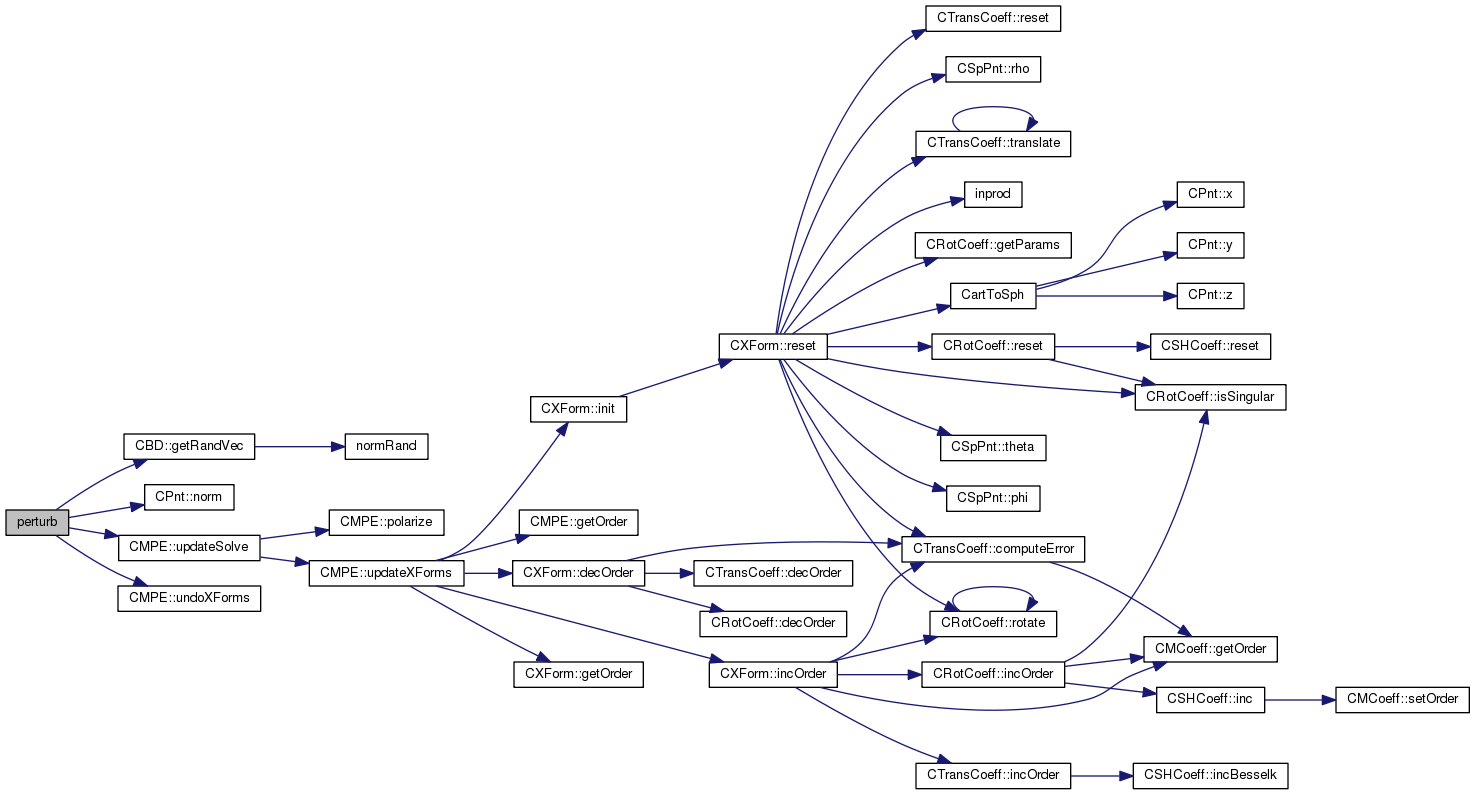 CTransCoeff::reset
CSpPnt::rho
CTransCoeff::translate
inprod
CPnt::x
CRotCoeff::getParams
CPnt::y
CartToSph
CPnt::z
CXForm::reset
CRotCoeff::reset
CSHCoeff::reset
CRotCoeff::isSingular
CXForm::init
CBD::getRandVec
normRand
CSpPnt::theta
CPnt::norm
CSpPnt::phi
perturb
CMPE::polarize
CMPE::getOrder
CMPE::updateSolve
CTransCoeff::computeError
CMPE::updateXForms
CXForm::decOrder
CTransCoeff::decOrder
CMPE::undoXForms
CRotCoeff::decOrder
CRotCoeff::rotate
CMCoeff::getOrder
CXForm::getOrder
CXForm::incOrder
CRotCoeff::incOrder
CSHCoeff::inc
CMCoeff::setOrder
CTransCoeff::incOrder
CSHCoeff::incBesselk